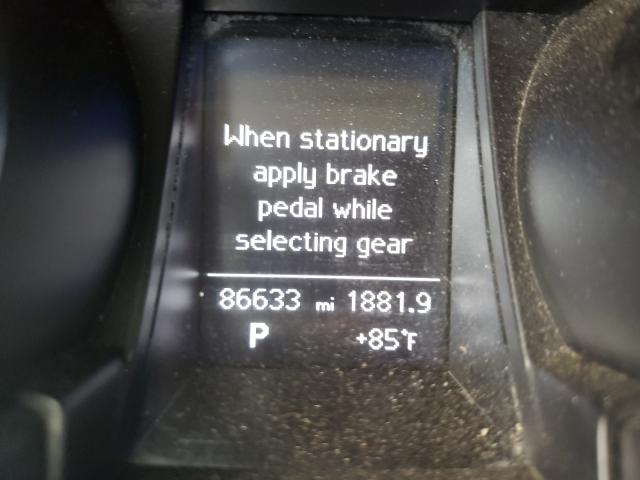 When stationary
apply brake
pedal while
selecting gear
86633 mi 1881.9
P +85°F